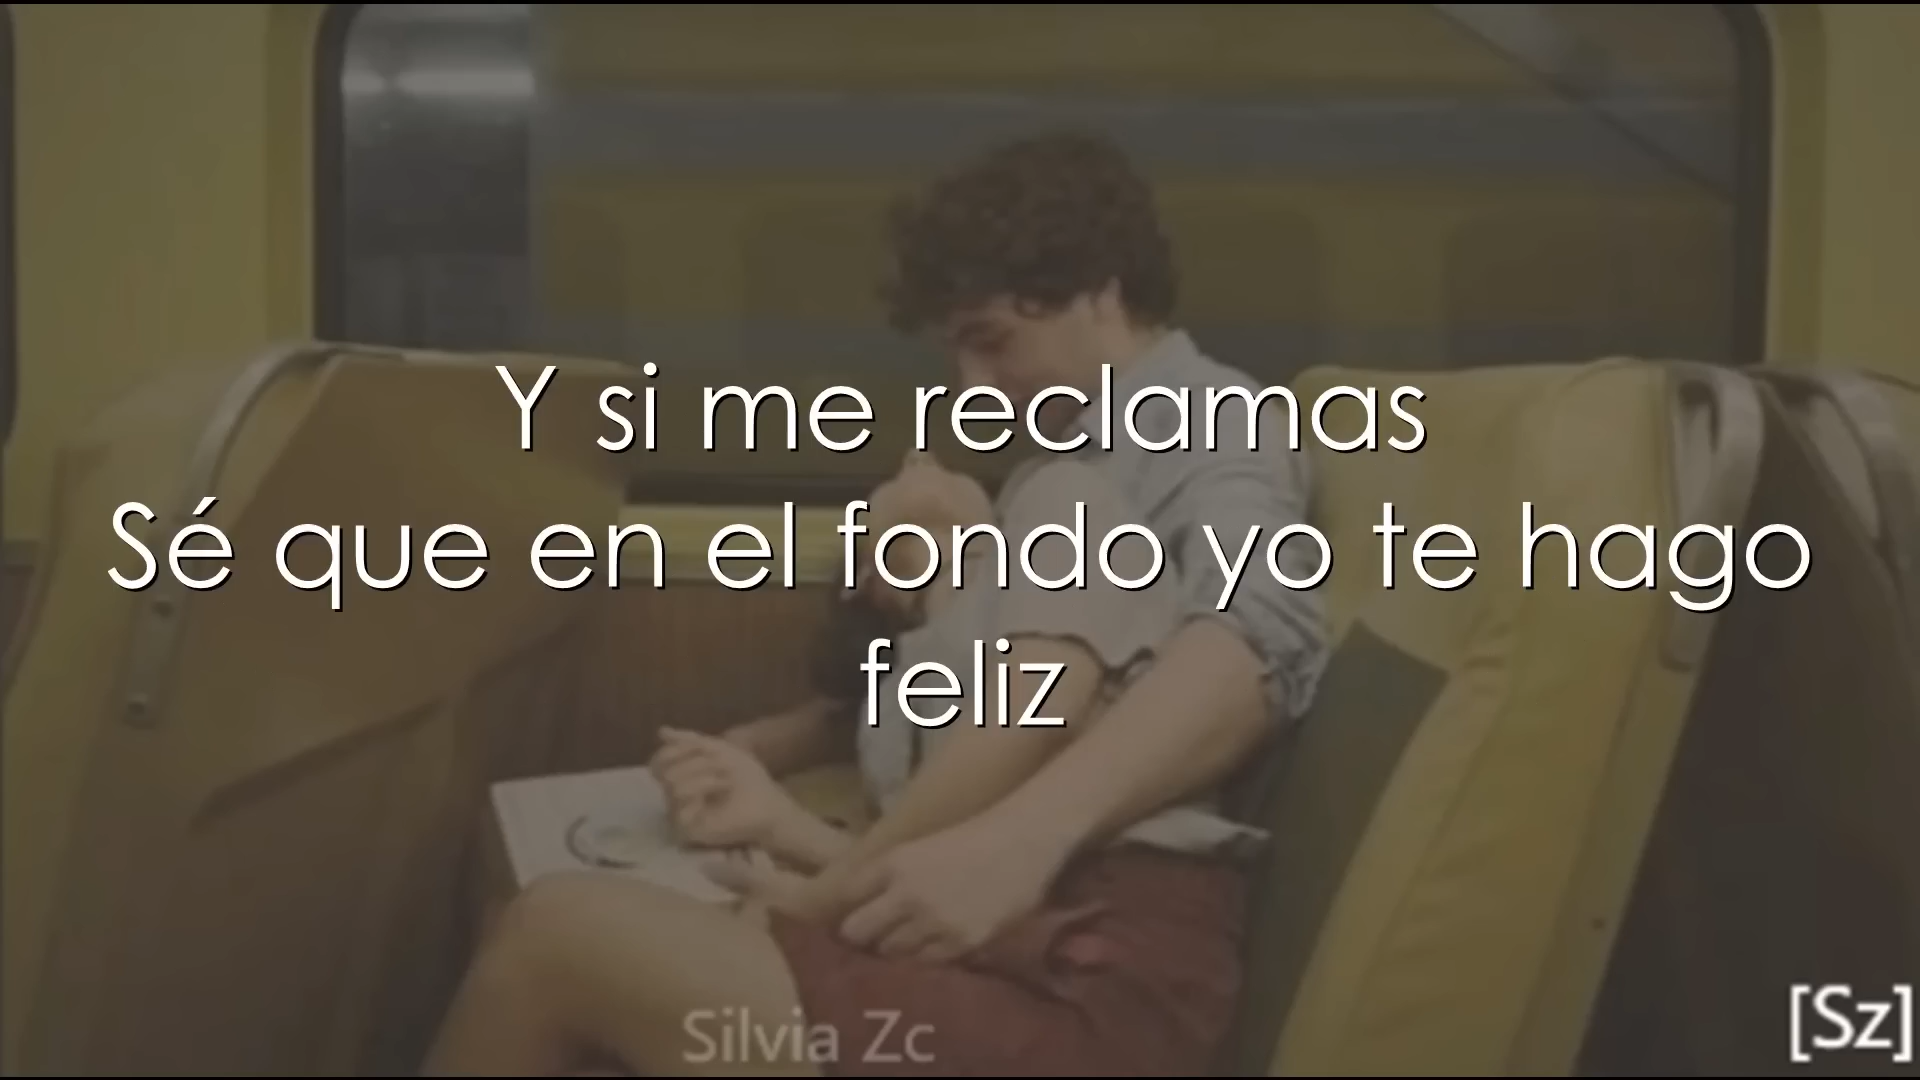 Y si me reclamas
Sé que en el fondo yo te hago
feliz
Silvia Zc
[Sz]